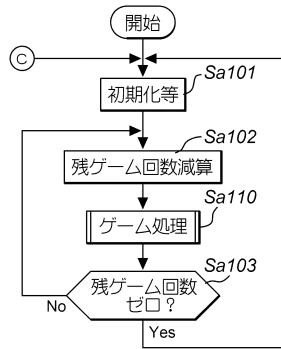 開始
C
Sa101
初期化等
Sa102
残ゲーム回数減算
Sa110
ゲーム処理
Sa103
残ゲーム回数
ゼロ?
No
Yes